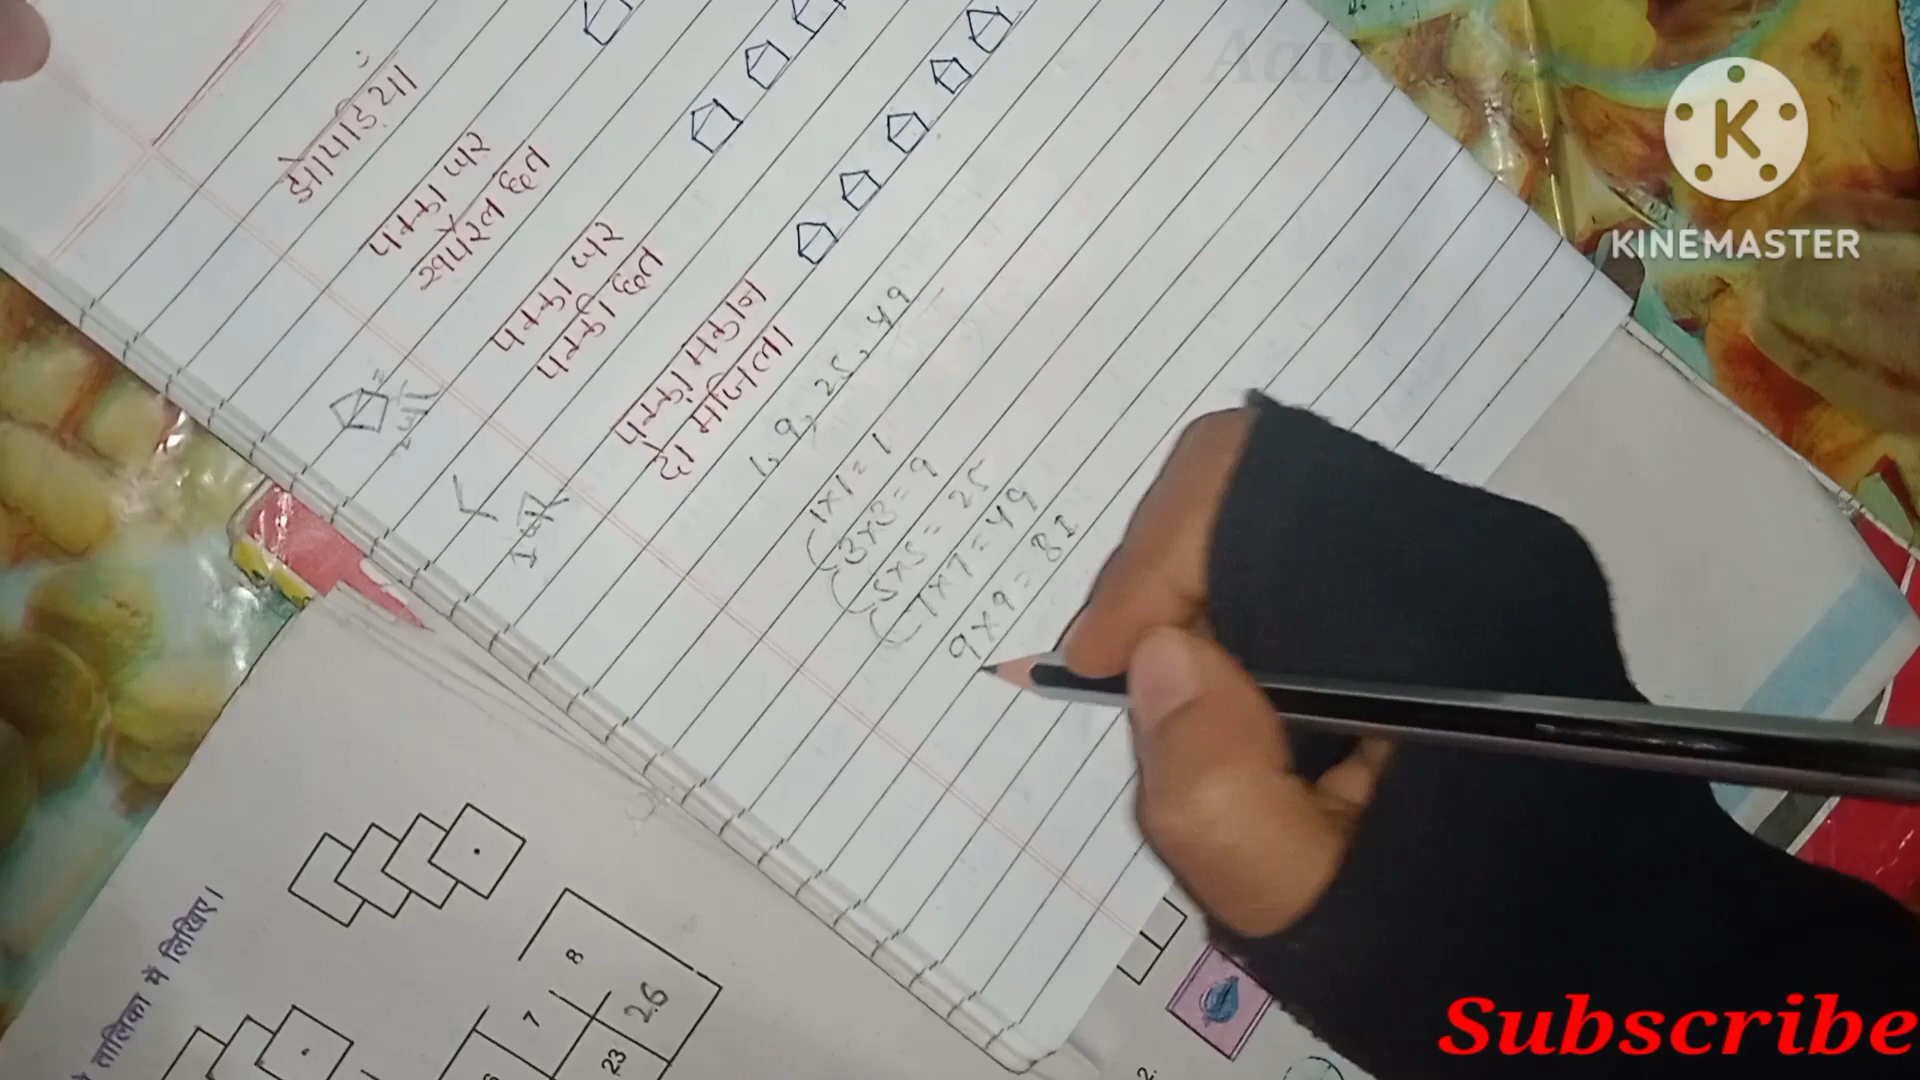 झोपाडि़या
पक्का घर
खपरैल छत
पक्का घर
पक्की छत
पक्का मकान
दो मंजिला
1, 9, 25, 49
1×1=1
3×3=9
5×5=25
7×7=49
9×9=81
तालिका में लिखिए।
8
7
26
23
2.
K
KINEMASTER
Subscribe